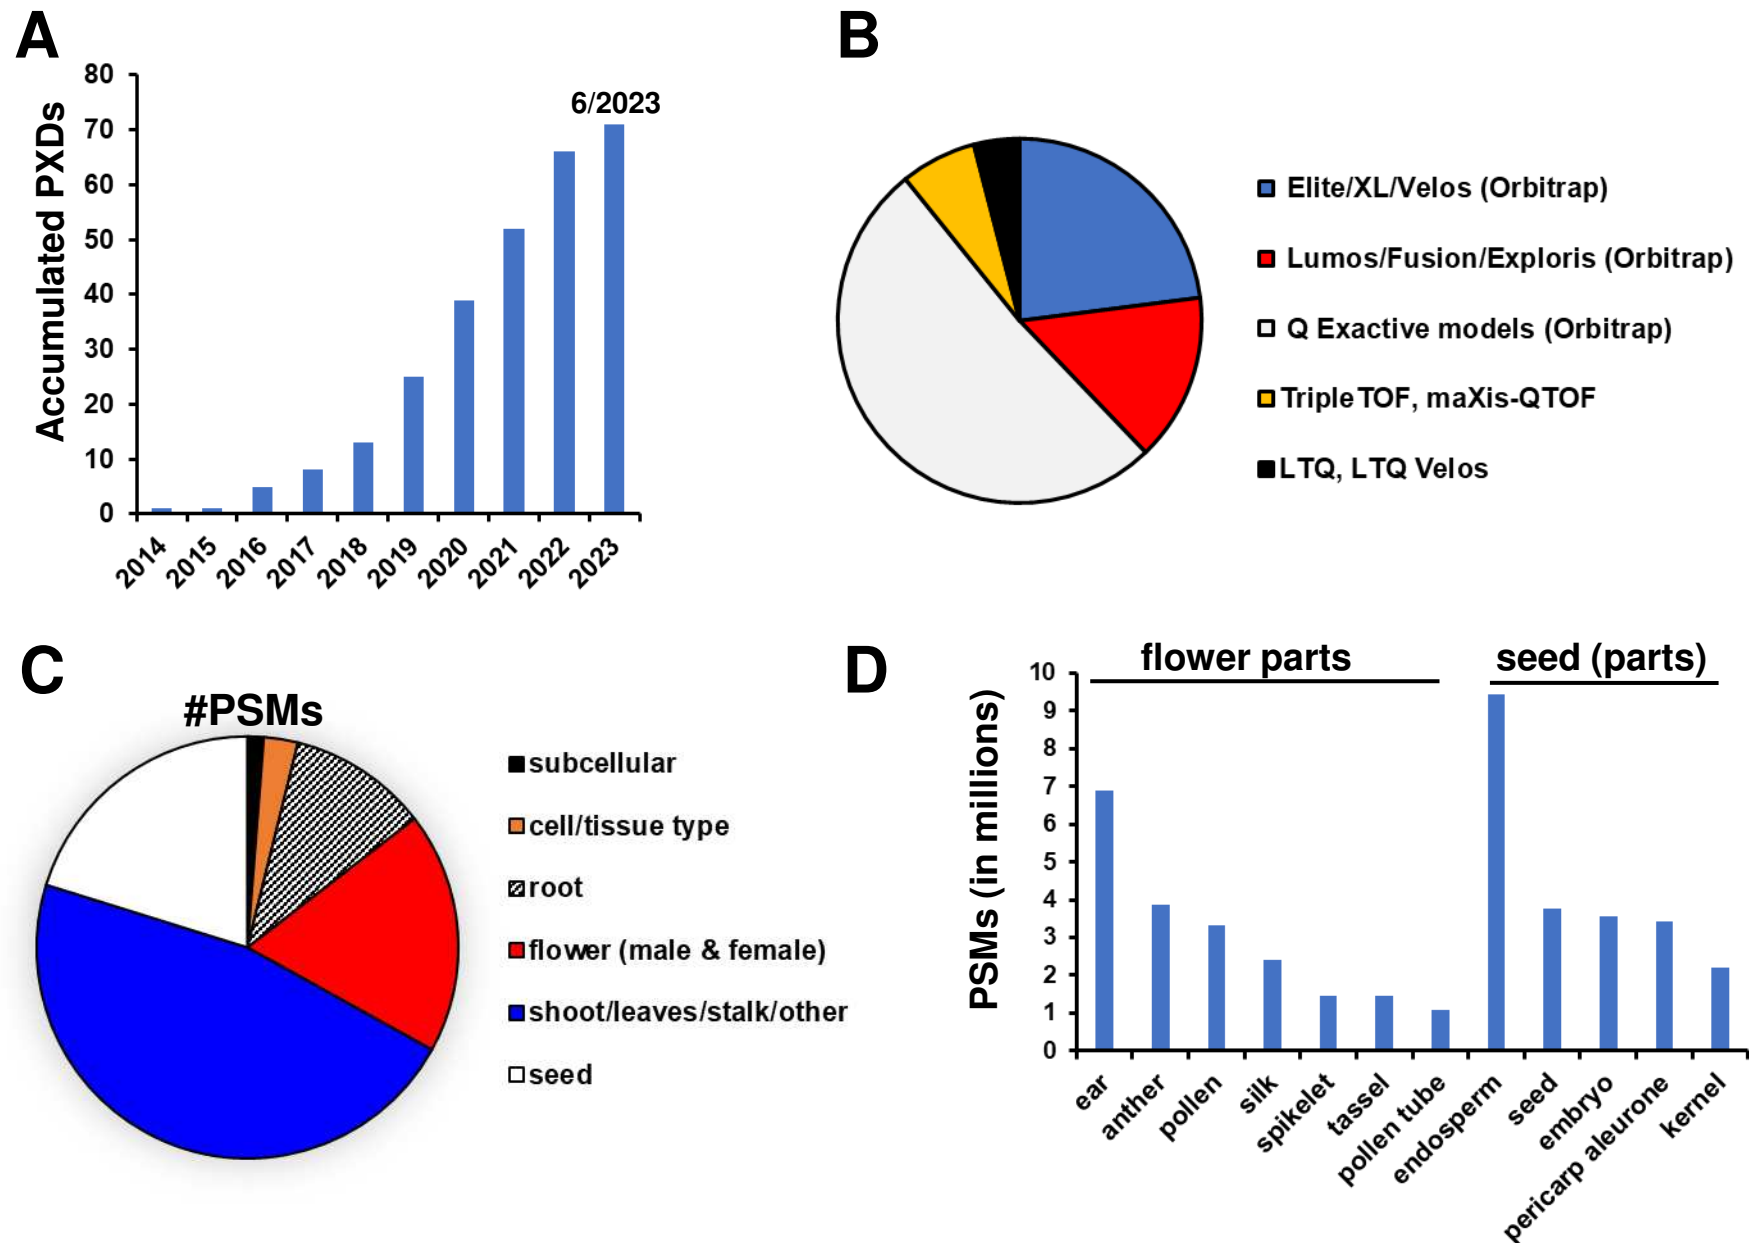 A
Accumulated PXDs
80
70
60
50
40
30
20
10
0
6/2023
2014
2015
2016
2017
2018
2019
2020
2021
2022
2023
B
Elite/XL/Velos (Orbitrap)
Lumos/Fusion/Exploris (Orbitrap)
Q Exactive models (Orbitrap)
TripleTOF, maXis-QTOF
LTQ, LTQ Velos
C
#PSMs
subcellular
cell/tissue type
root
flower (male & female)
shoot/leaves/stalk/other
seed
D
flower parts
seed (parts)
PSMs (in millions)
10
9
8
7
6
5
4
3
2
1
0
ear
anther
pollen
silk
spikelet
tassel
pollen tube
endosperm
seed
embryo
pericarp aleurone
kernel